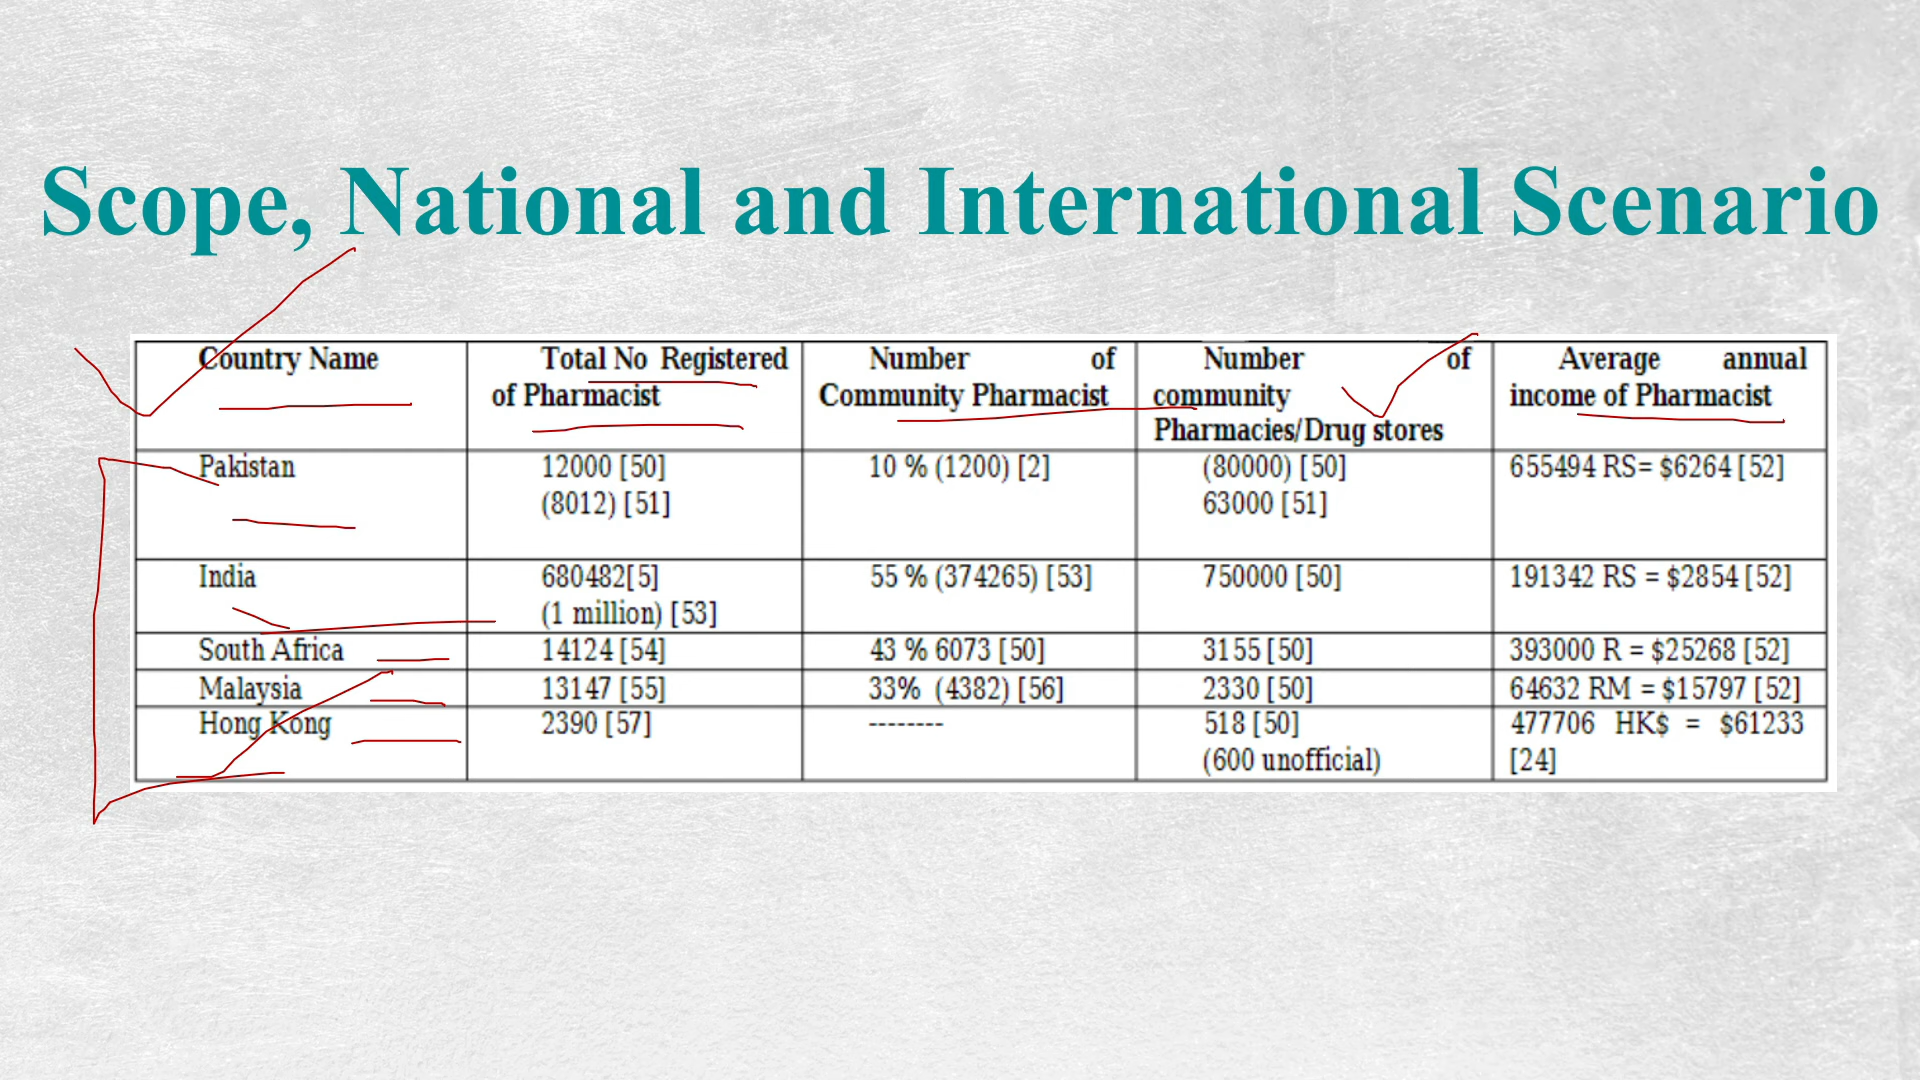 Scope, National and International Scenario
Country Name
Total No Registered
of Pharmacist
Number of
Community Pharmacist
Number of
community
Pharmacies/Drug stores
Average annual
income of Pharmacist
Pakistan
12000 [50]
(8012) [51]
10 % (1200) [2]
(80000) [50]
63000 [51]
655494 RS= $6264 [52]
India
680482[5]
(1 million) [53]
55 % (374265) [53]
750000 [50]
191342 RS = $2854 [52]
South Africa
14124 [54]
43 % 6073 [50]
3155 [50]
393000 R = $25268 [52]
Malaysia
13147 [55]
33% (4382) [56]
2330 [50]
64632 RM = $15797 [52]
Hong Kong
2390 [57]
--------
518 [50]
(600 unofficial)
477706 HK$ = $61233
[24]